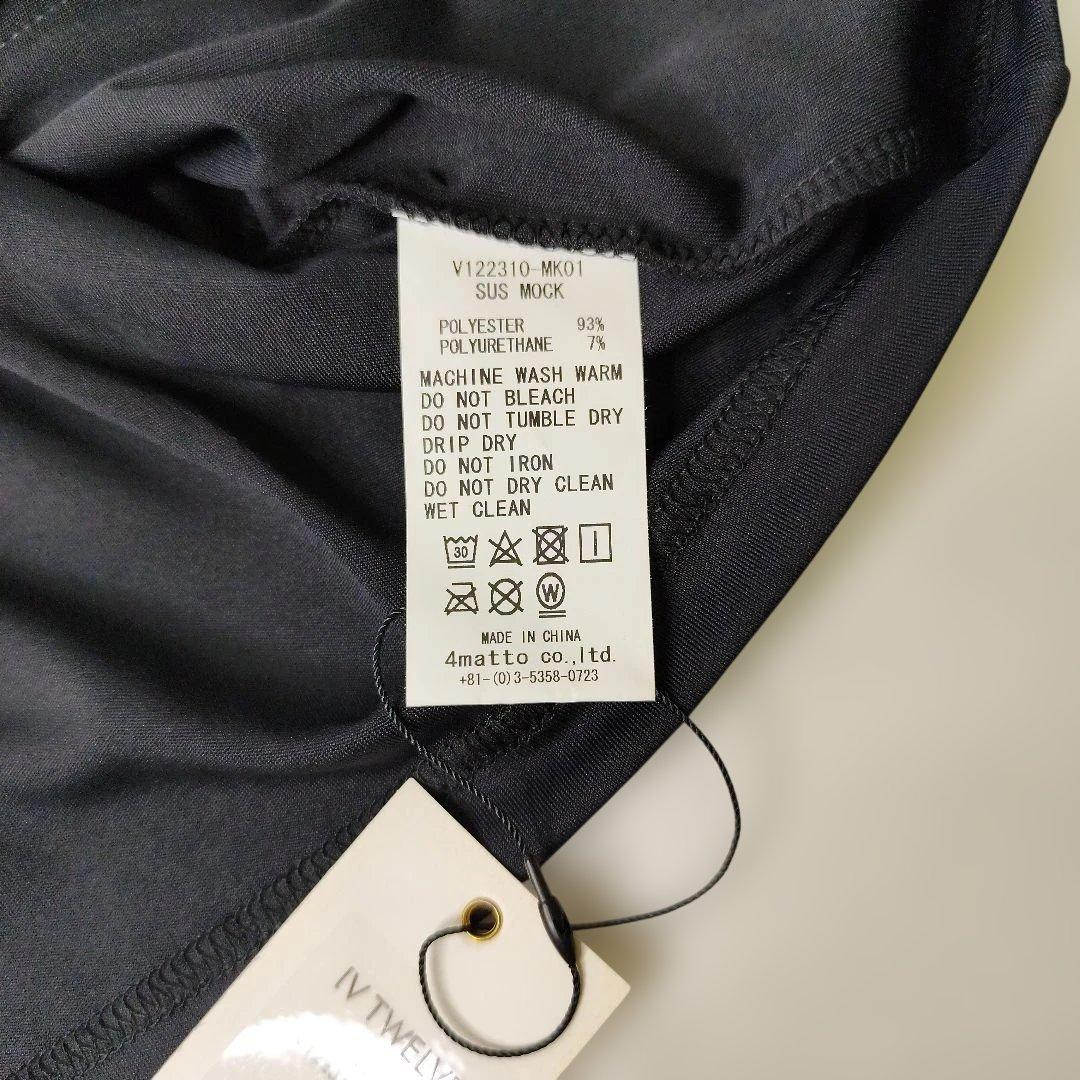 V122310-MK01
SUS MOCK
POLYESTER 93%
POLYURETHANE 7%
MACHINE WASH WARM
DO NOT BLEACH
DO NOT TUMBLE DRY
DRIP DRY
DO NOT IRON
DO NOT DRY CLEAN
WET CLEAN
30
W
MADE IN CHINA
4matto co.,ltd.
+81-(0)3-5358-0723
IV TWELVE